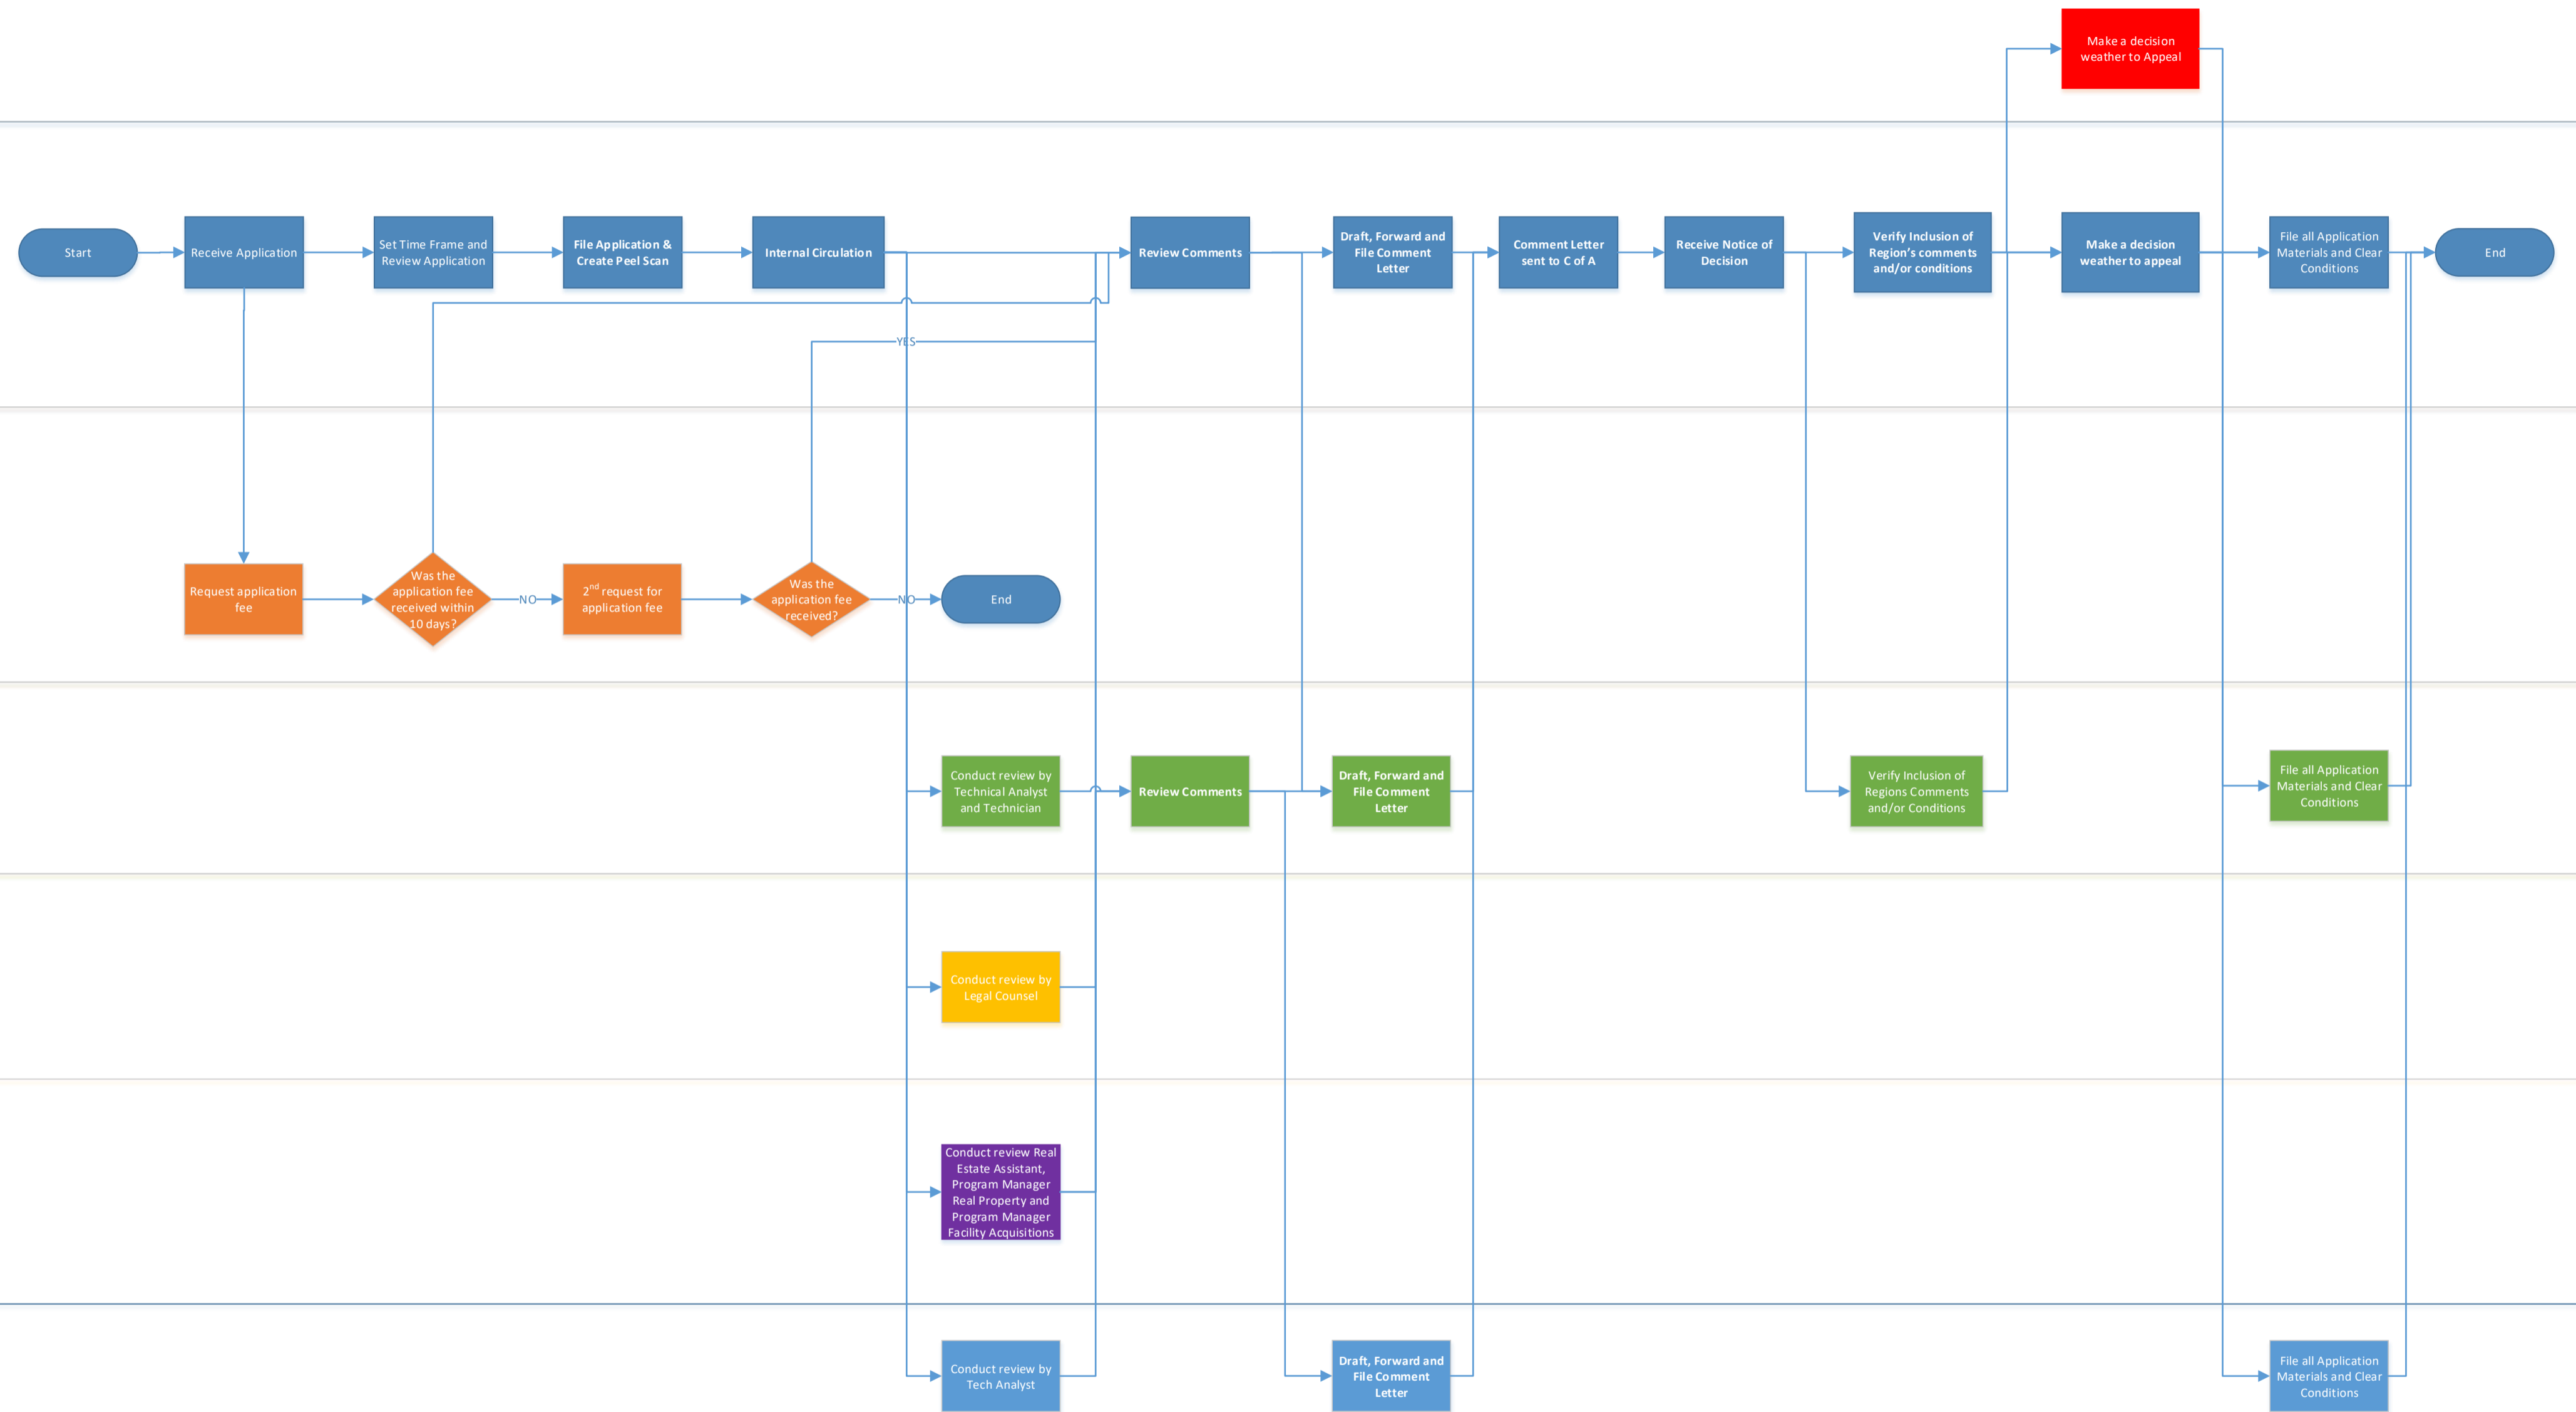 Make a decision
weather to Appeal
Start
Receive Application
Set Time Frame and
Review Application
File Application &
Create Peel Scan
Internal Circulation
Review Comments
Draft, Forward and
File Comment
Letter
Comment Letter
sent to C of A
Receive Notice of
Decision
Verify Inclusion of
Region's comments
and/or conditions
Make a decision
weather to appeal
File all Application
Materials and Clear
Conditions
End
YES
Request application
fee
Was the
application fee
received within
10 days?
NO
2nd request for
application fee
Was the
application fee
received?
NO
End
Conduct review by
Technical Analyst
and Technician
Review Comments
Draft, Forward and
File Comment
Letter
Verify Inclusion of
Regions Comments
and/or Conditions
File all Application
Materials and Clear
Conditions
Conduct review by
Legal Counsel
Conduct review Real
Estate Assistant,
Program Manager
Real Property and
Program Manager
Facility Acquisitions
Conduct review by
Tech Analyst
Draft, Forward and
File Comment
Letter
File all Application
Materials and Clear
Conditions